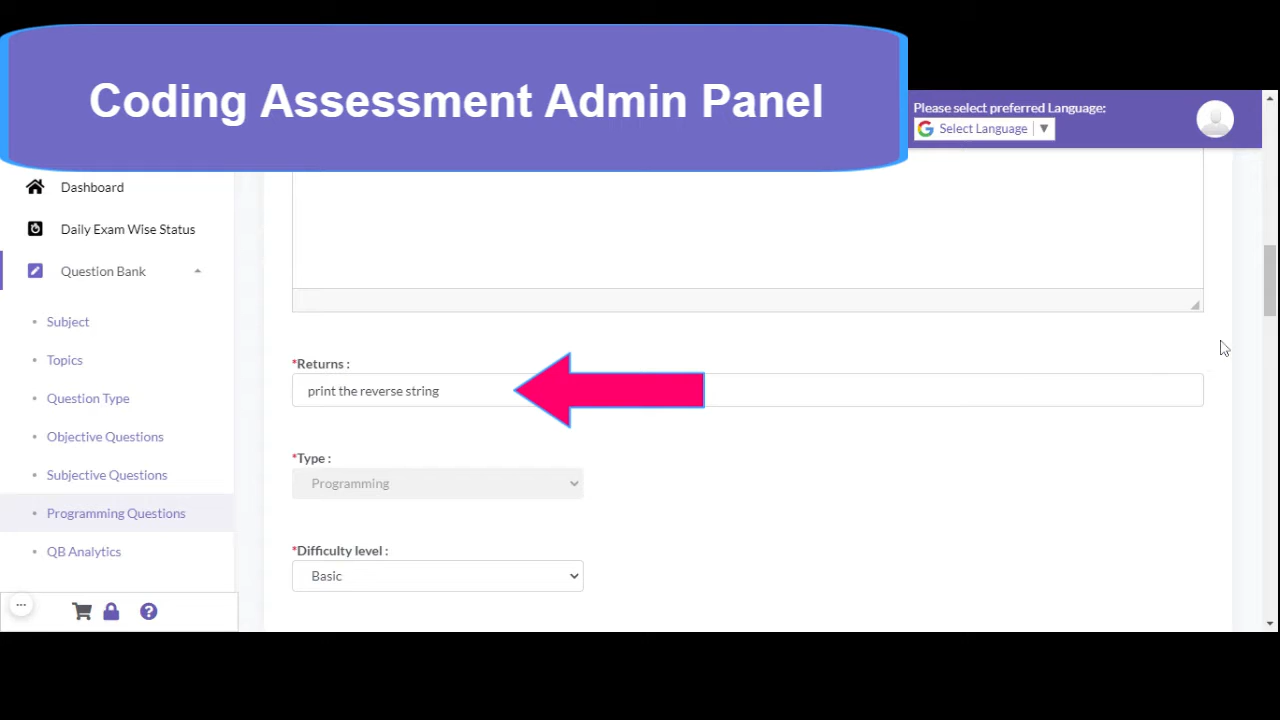 Coding Assessment Admin Panel
Please select preferred Language:
Select Language ▼
Dashboard
Daily Exam Wise Status
Question Bank
Subject
Topics
Question Type
Objective Questions
Subjective Questions
Programming Questions
QB Analytics
*Returns :
print the reverse string
*Type :
Programming
*Difficulty level :
Basic